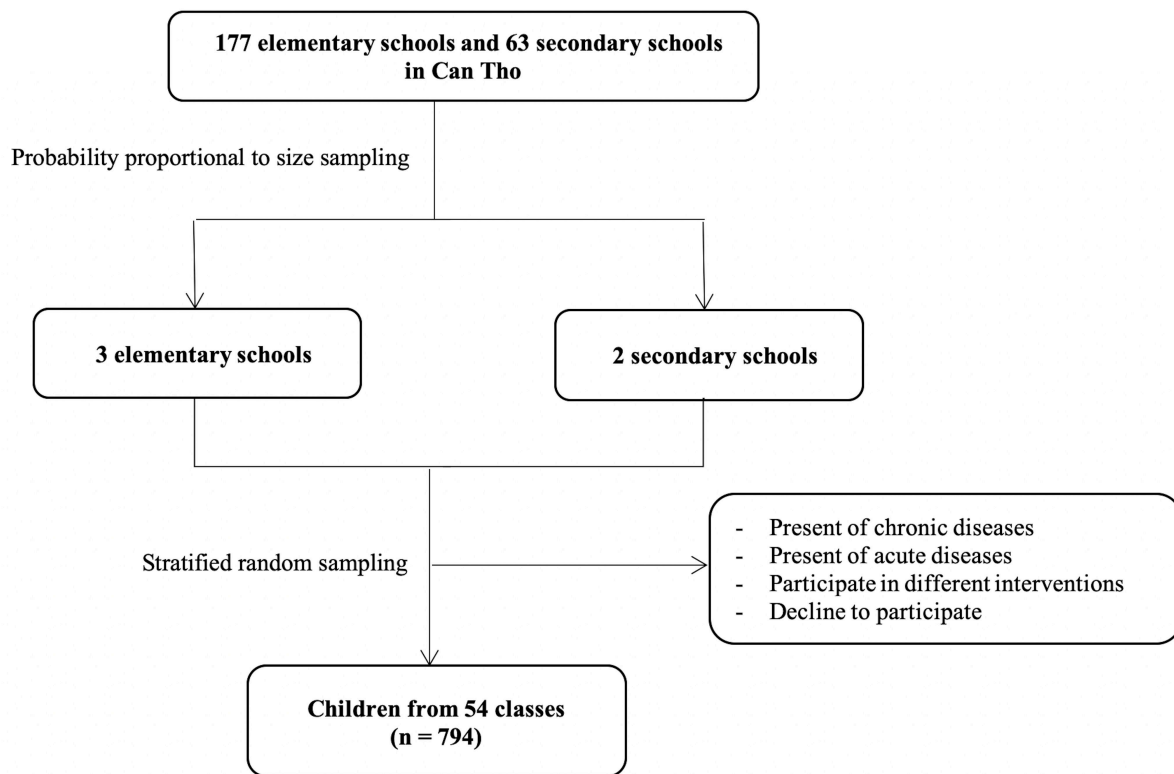 177 elementary schools and 63 secondary schools
in Can Tho
Probability proportional to size sampling
3 elementary schools
2 secondary schools
Stratified random sampling
- Present of chronic diseases
- Present of acute diseases
- Participate in different interventions
- Decline to participate
Children from 54 classes
(n = 794)